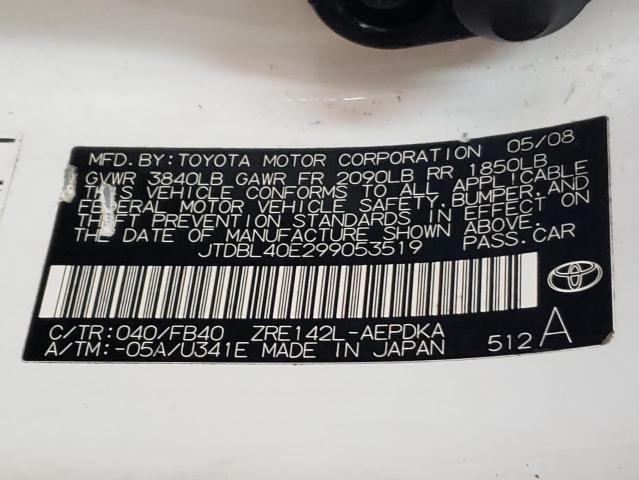 MFD.BY: TOYOTA MOTOR CORPORATION 05/08
GVWR 3840LB GAWR FR 2090LB RR 1850LB
THIS VEHICLE CONFORMS TO ALL APPLICABLE
FEDERAL MOTOR VEHICLE SAFETY,BUMPER,AND
THEFT PREVENTION STANDARDS IN EFFECT ON
THE DATE OF MANUFACTURE SHOWN ABOVE.
JTDBL40E299053519 PASS.CAR
C/TR: 040/FB40 ZRE142L-AEPDKA
A/TM: -05A/U341E MADE IN JAPAN 512 A